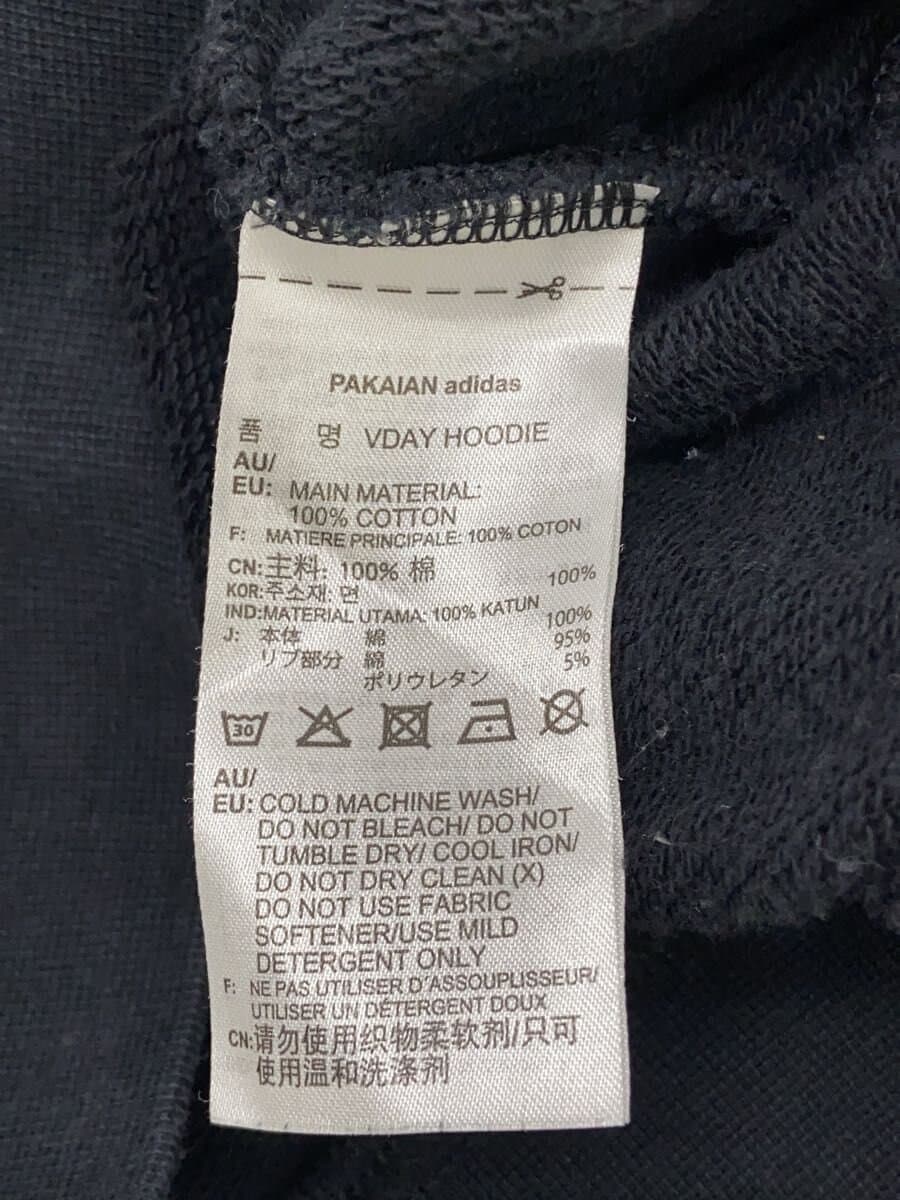 PAKAIAN adidas
품 명 VDAY HOODIE
AU/
EU: MAIN MATERIAL:
100% COTTON
F: MATIERE PRINCIPALE: 100% COTON
CN:主料: 100% 棉
KOR:주소재: 면 100%
IND:MATERIAL UTAMA: 100% KATUN
J: 本体 綿 100%
リブ部分 綿 95%
ポリウレタン 5%
30
AU/
EU: COLD MACHINE WASH/
DO NOT BLEACH/ DO NOT
TUMBLE DRY/ COOL IRON/
DO NOT DRY CLEAN (X)
DO NOT USE FABRIC
SOFTENER/USE MILD
DETERGENT ONLY
F: NE PAS UTILISER D'ASSOUPLISSEUR/
UTILISER UN DÉTERGENT DOUX
CN:请勿使用织物柔软剂/只可
使用温和洗涤剂